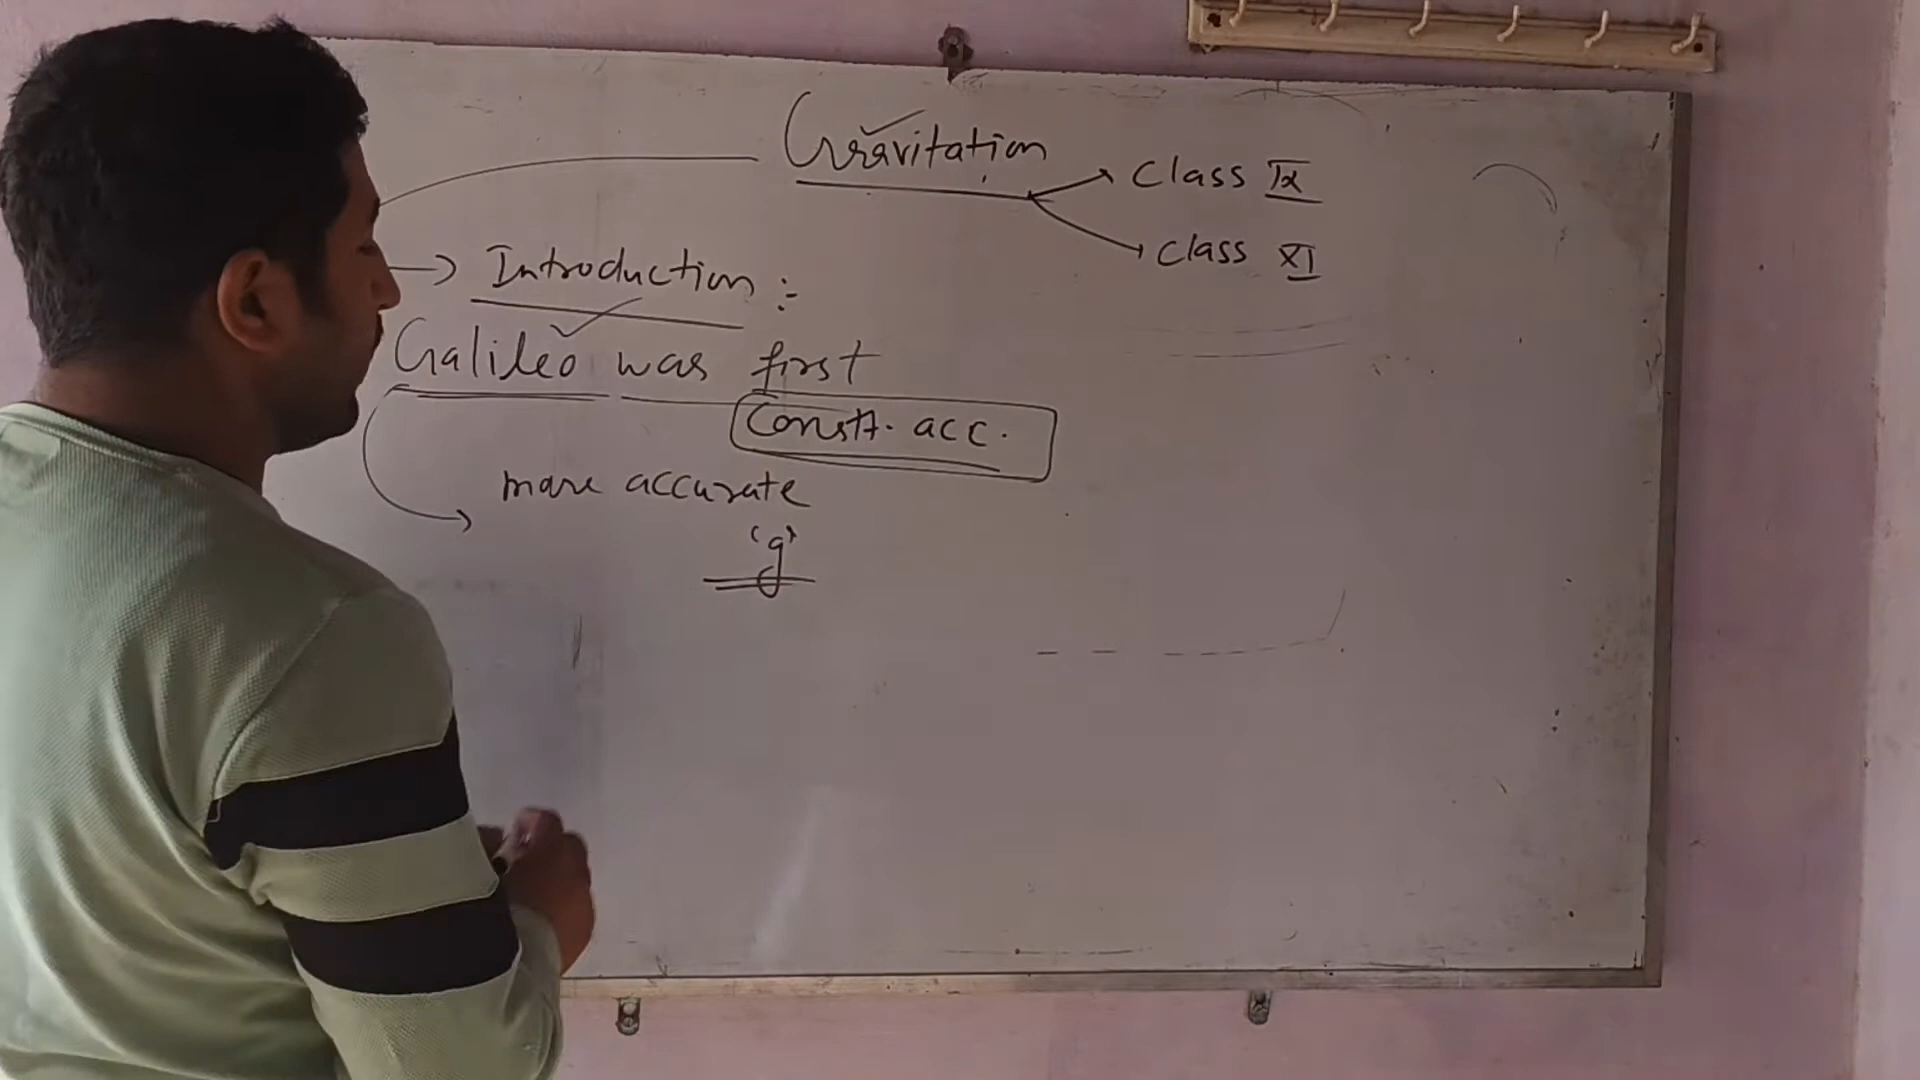 Gravitation
→ Class IX
→ Class XI
→ Introduction :-
Galileo was first
Constt. acc.
→ more accurate
'g'